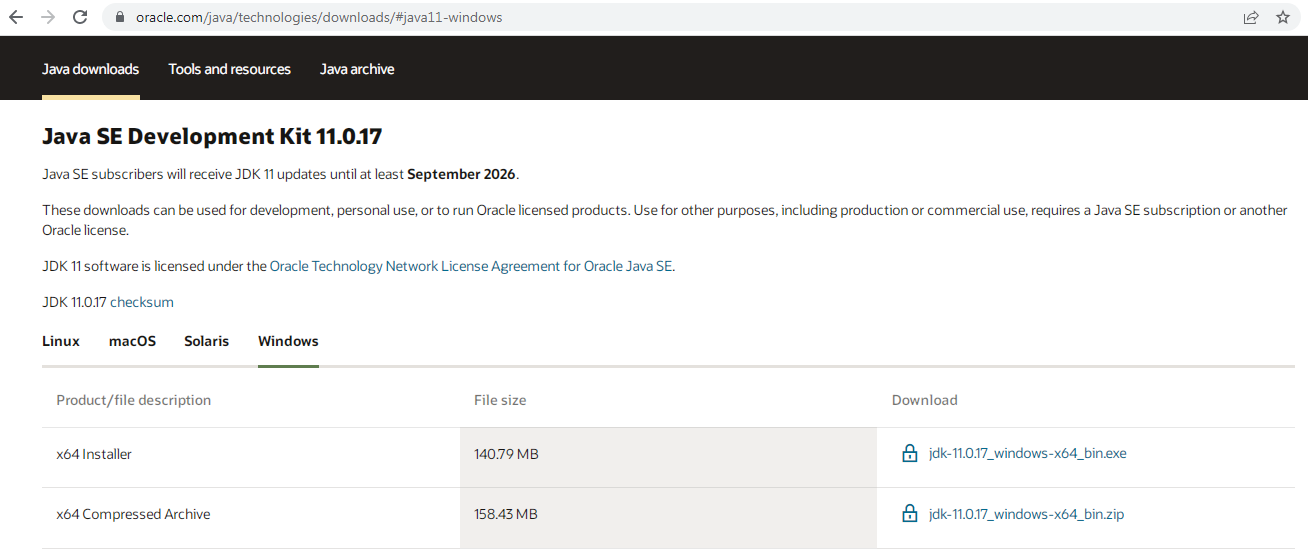 oracle.com/java/technologies/downloads/#java11-windows
Java downloads Tools and resources Java archive
Java SE Development Kit 11.0.17
Java SE subscribers will receive JDK 11 updates until at least September 2026.
These downloads can be used for development, personal use, or to run Oracle licensed products. Use for other purposes, including production or commercial use, requires a Java SE subscription or another
Oracle license.
JDK 11 software is licensed under the Oracle Technology Network License Agreement for Oracle Java SE.
JDK 11.0.17 checksum
Linux macOS Solaris Windows
Product/file description File size Download
x64 Installer 140.79 MB jdk-11.0.17_windows-x64_bin.exe
x64 Compressed Archive 158.43 MB jdk-11.0.17_windows-x64_bin.zip